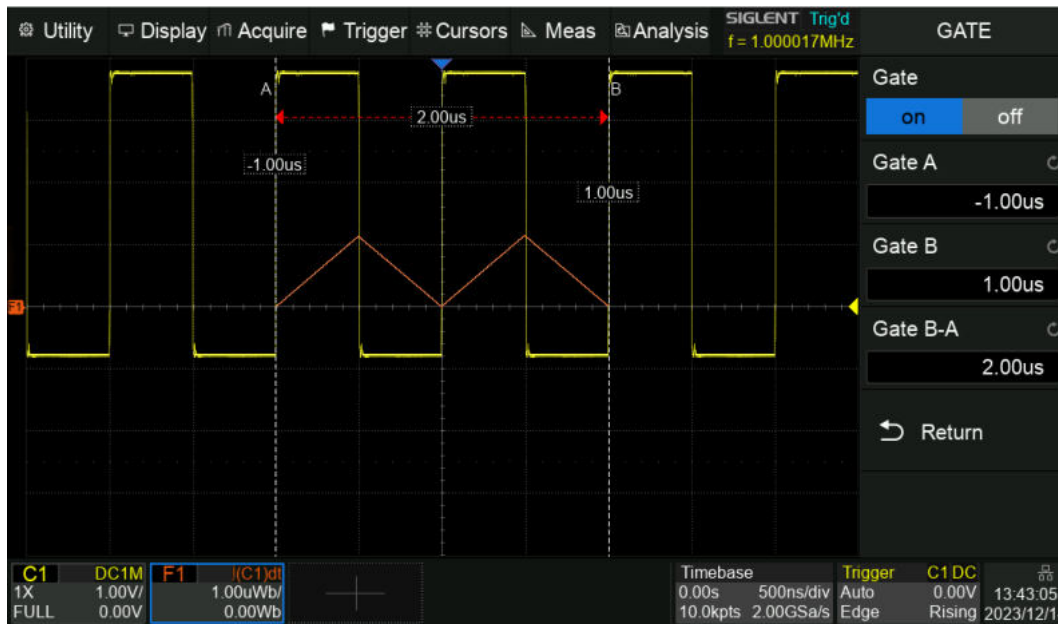 Utility Display Acquire Trigger Cursors Meas Analysis SIGLENT Trig'd GATE
f = 1.000017MHz
Gate
on off
A B
2.00us
-1.00us
1.00us
Gate A
-1.00us
Gate B
1.00us
Gate B-A
2.00us
Return
F1
C1 DC1M F1 ∫(C1)dt Timebase Trigger C1 DC
1X 1.00V/ 1.00uWb/ 0.00s 500ns/div Auto 0.00V 13:43:05
FULL 0.00V 0.00Wb 10.0kpts 2.00GSa/s Edge Rising 2023/12/1